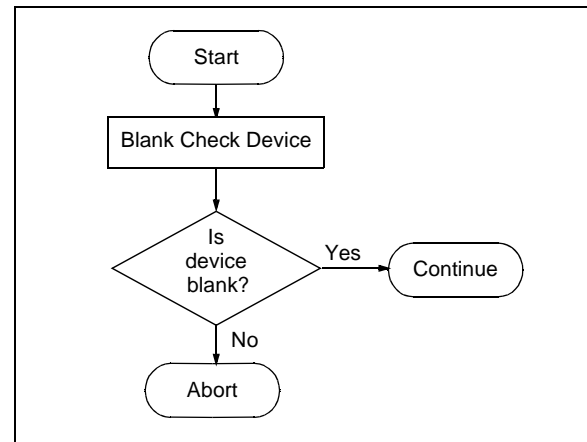 Start
Blank Check Device
Is
device
blank?
Yes
Continue
No
Abort